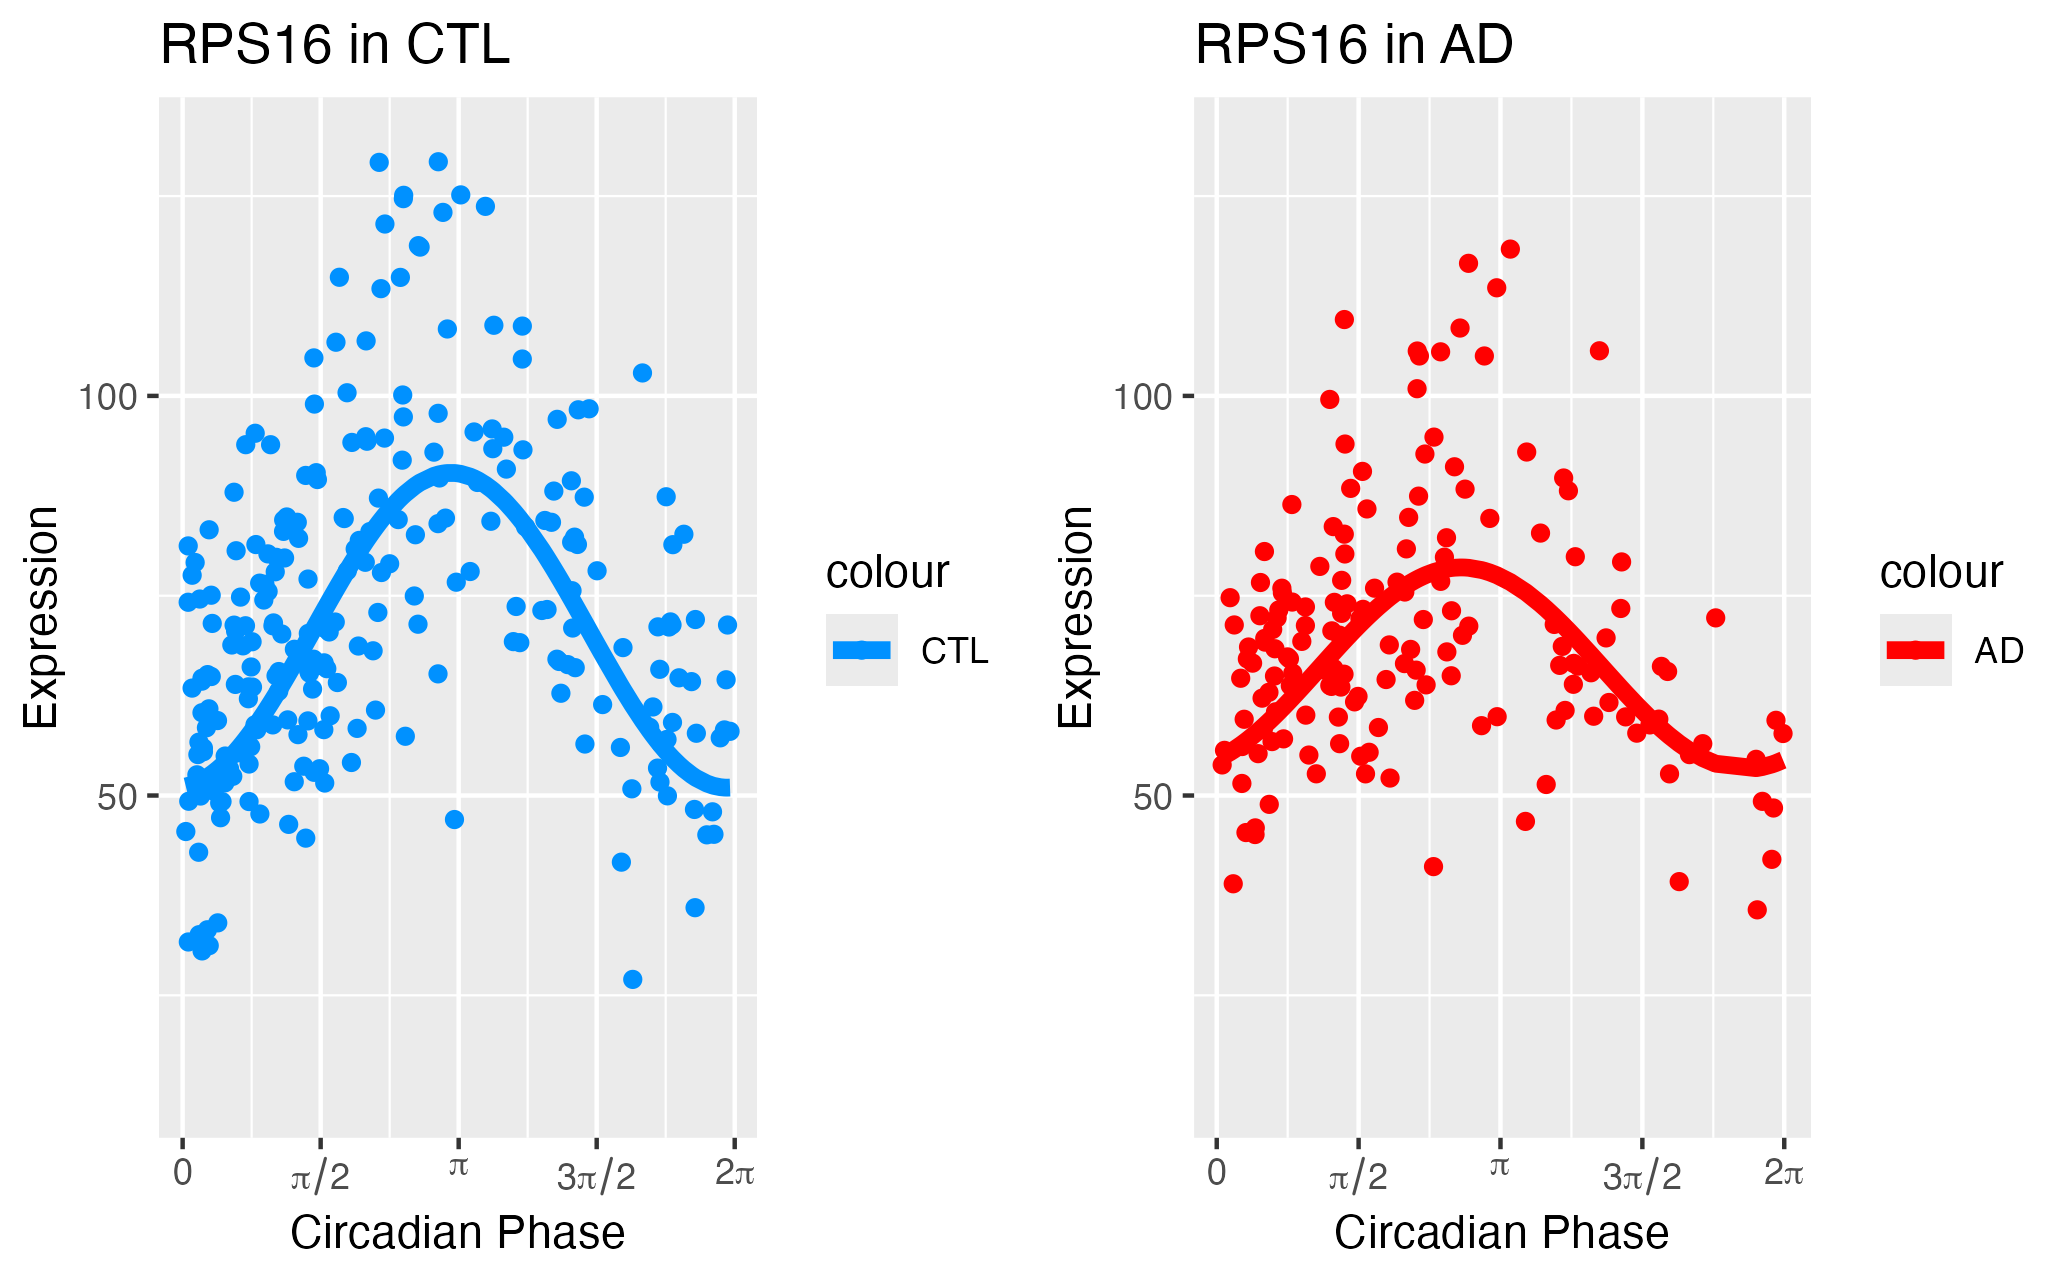 RPS16 in CTL
Expression
100
50
0
π/2
π
3π/2
2π
Circadian Phase
colour
CTL
RPS16 in AD
Expression
100
50
0
π/2
π
3π/2
2π
Circadian Phase
colour
AD